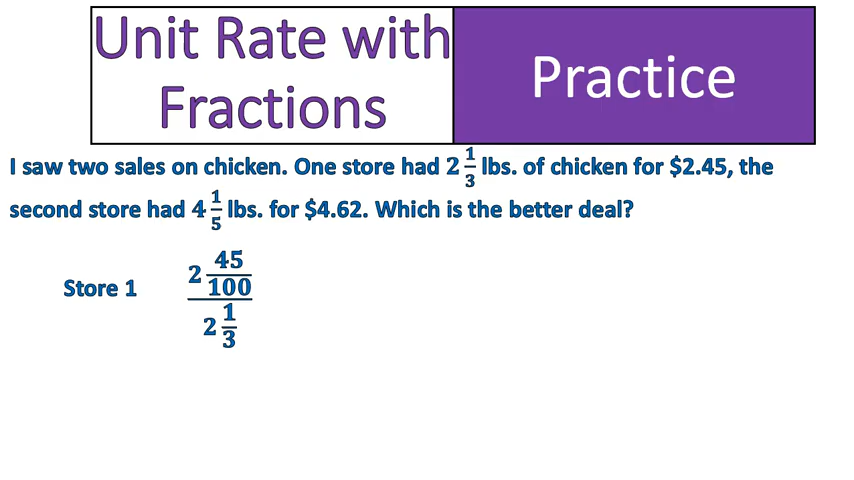 Unit Rate with
Fractions
Practice
I saw two sales on chicken. One store had 2 1/3 lbs. of chicken for $2.45, the
second store had 4 1/5 lbs. for $4.62. Which is the better deal?
Store 1
2 45/100
2 1/3